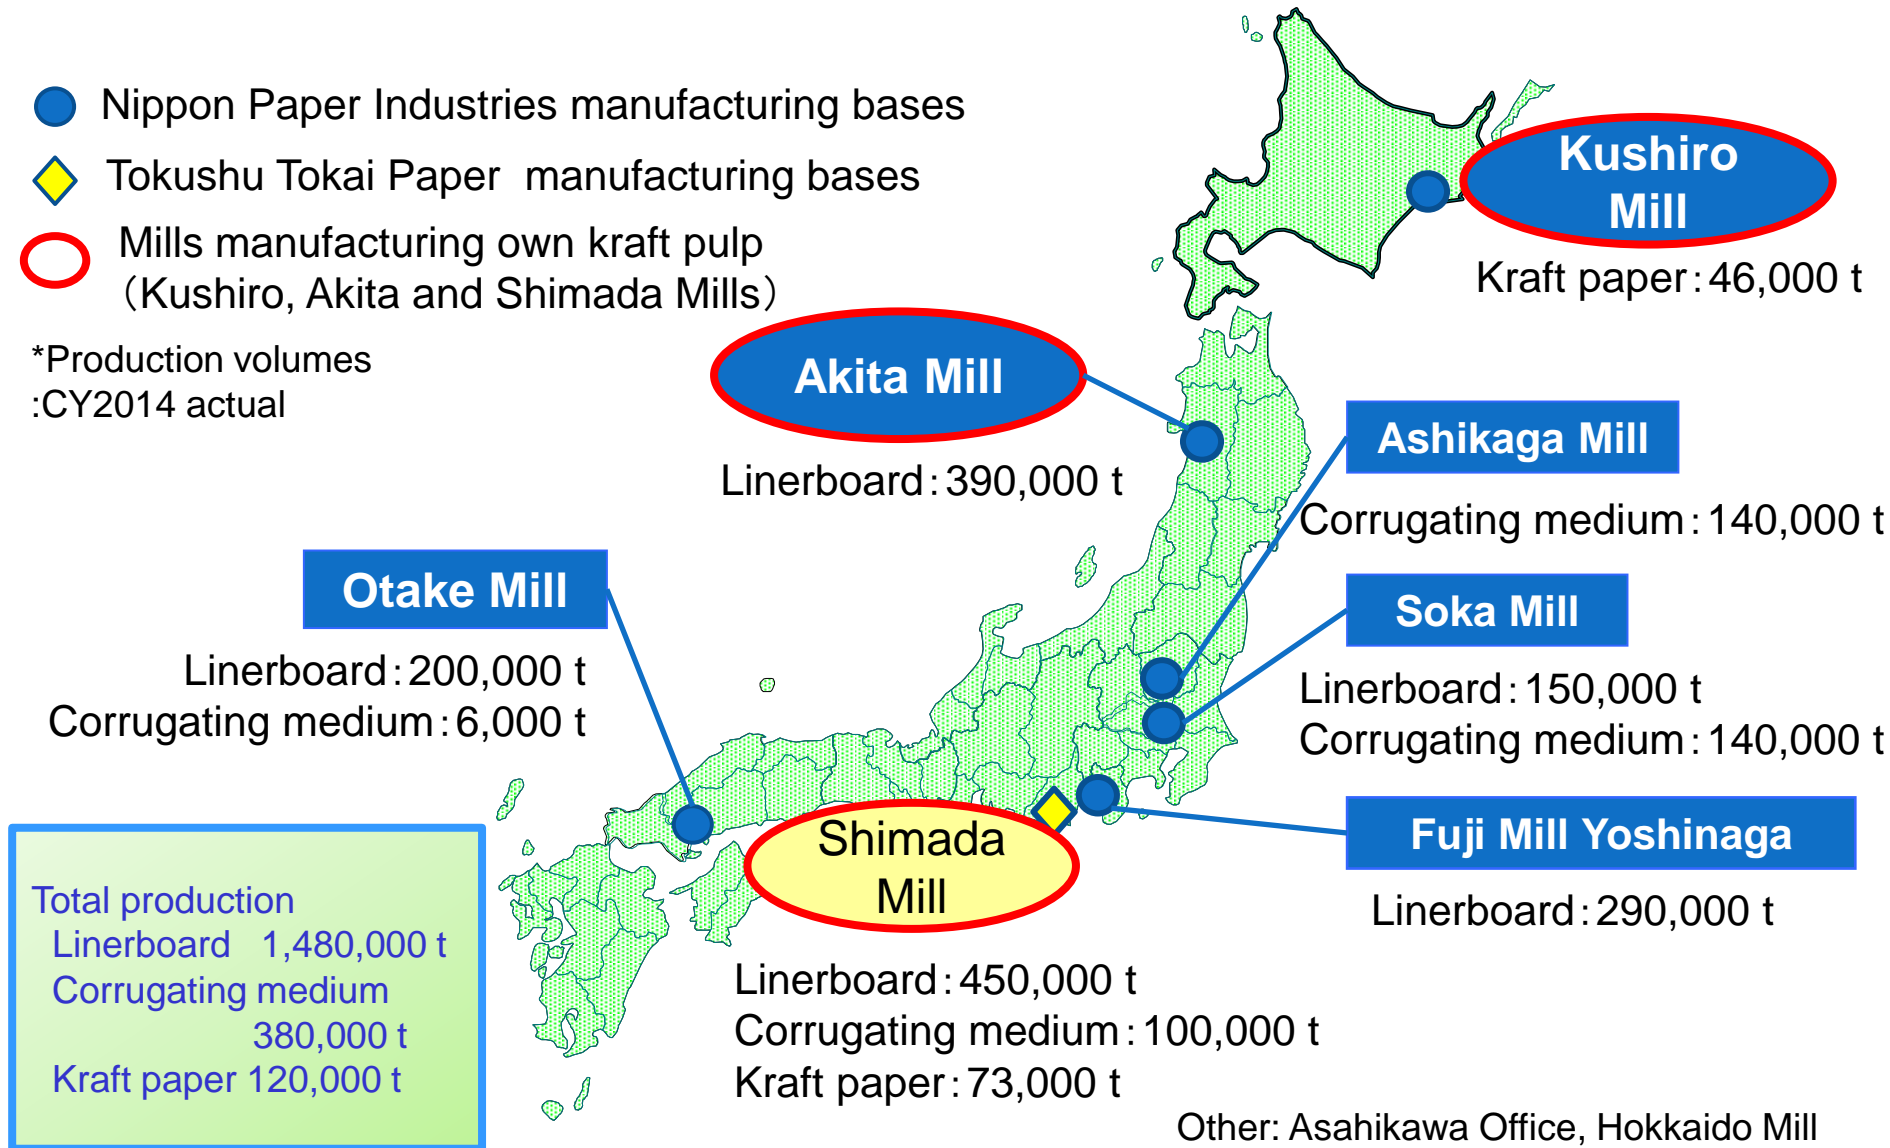 Nippon Paper Industries manufacturing bases
Tokushu Tokai Paper manufacturing bases
Mills manufacturing own kraft pulp
（Kushiro, Akita and Shimada Mills）
*Production volumes
:CY2014 actual
Kushiro
Mill
Kraft paper：46,000 t
Akita Mill
Linerboard：390,000 t
Ashikaga Mill
Corrugating medium：140,000 t
Otake Mill
Linerboard：200,000 t
Corrugating medium：6,000 t
Soka Mill
Linerboard：150,000 t
Corrugating medium：140,000 t
Fuji Mill Yoshinaga
Linerboard：290,000 t
Shimada
Mill
Linerboard：450,000 t
Corrugating medium：100,000 t
Kraft paper：73,000 t
Total production
Linerboard 1,480,000 t
Corrugating medium
380,000 t
Kraft paper 120,000 t
Other: Asahikawa Office, Hokkaido Mill